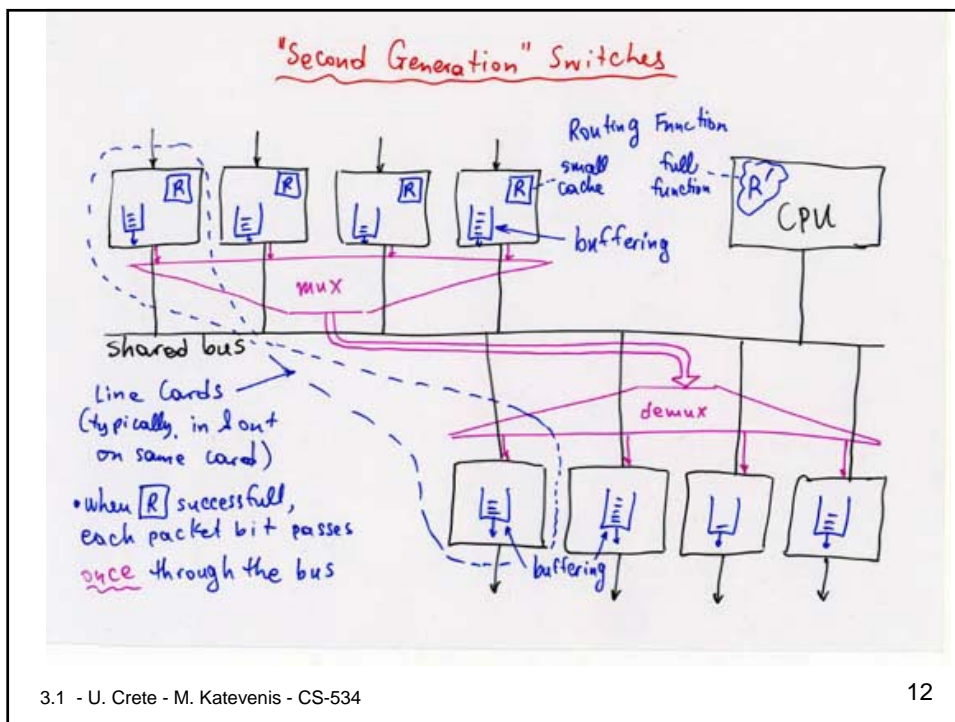 "Second Generation" Switches
Routing Function
small cache
full function
R
R
R
R
R'
CPU
buffering
mux
shared bus
Line Cards
(typically, in & out
on same card)
demux
• when R successfull,
each packet bit passes
once through the bus
buffering
3.1 - U. Crete - M. Katevenis - CS-534
12